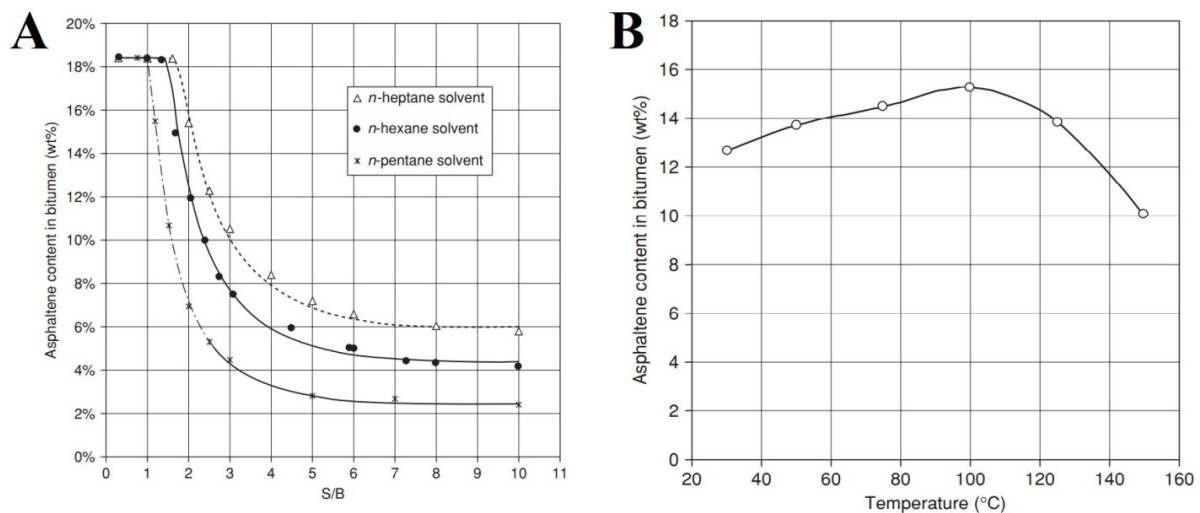 A
20%
18%
16%
14%
12%
10%
8%
6%
4%
2%
0%
Asphaltene content in bitumen (wt%)
n-heptane solvent
n-hexane solvent
n-pentane solvent
0 1 2 3 4 5 6 7 8 9 10 11
S/B
B
18
16
14
12
10
8
6
4
2
0
Asphaltene content in bitumen (wt%)
20 40 60 80 100 120 140 160
Temperature (°C)